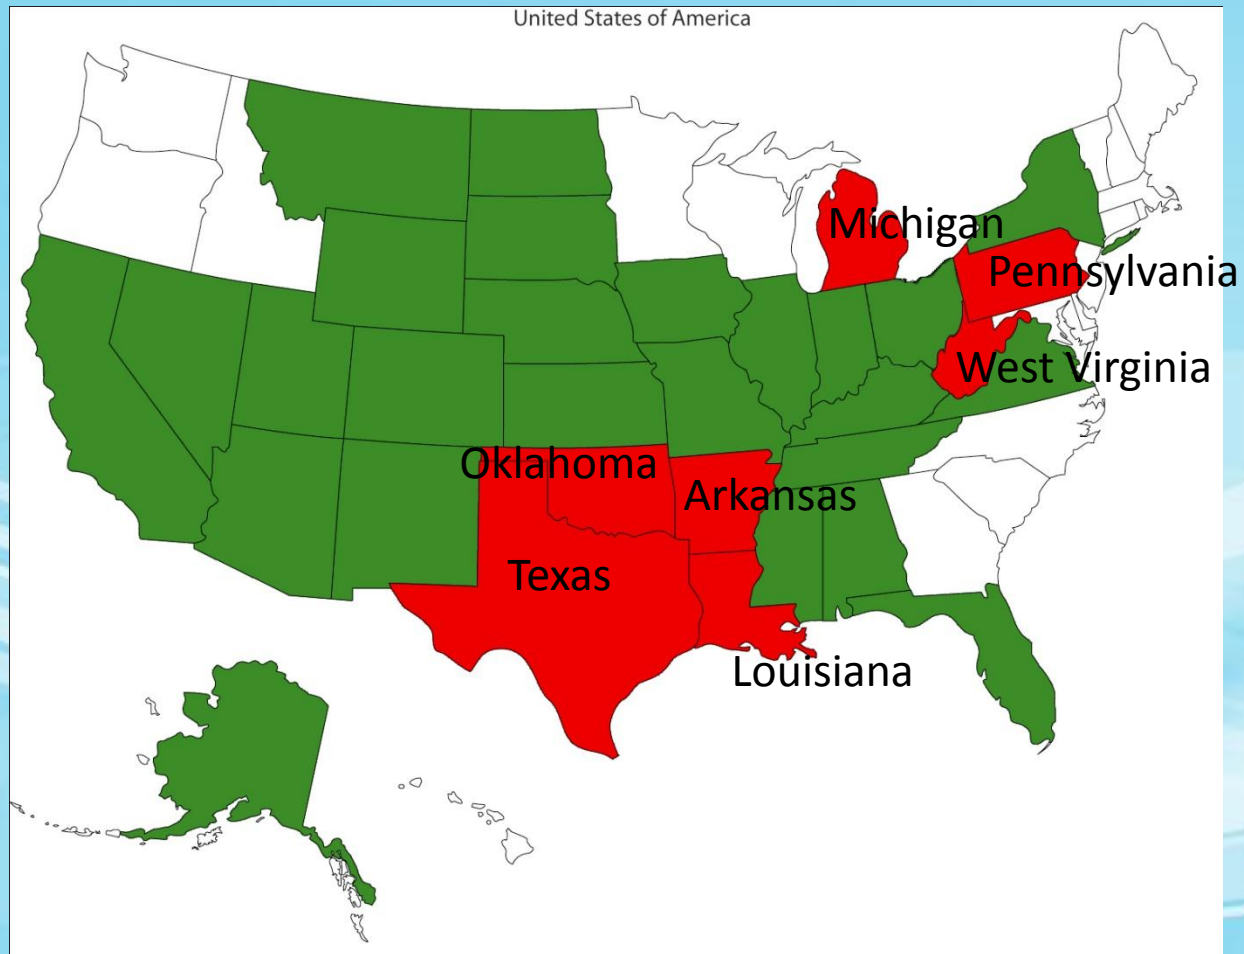 United States of America
Michigan
Pennsylvania
West Virginia
Oklahoma
Arkansas
Texas
Louisiana